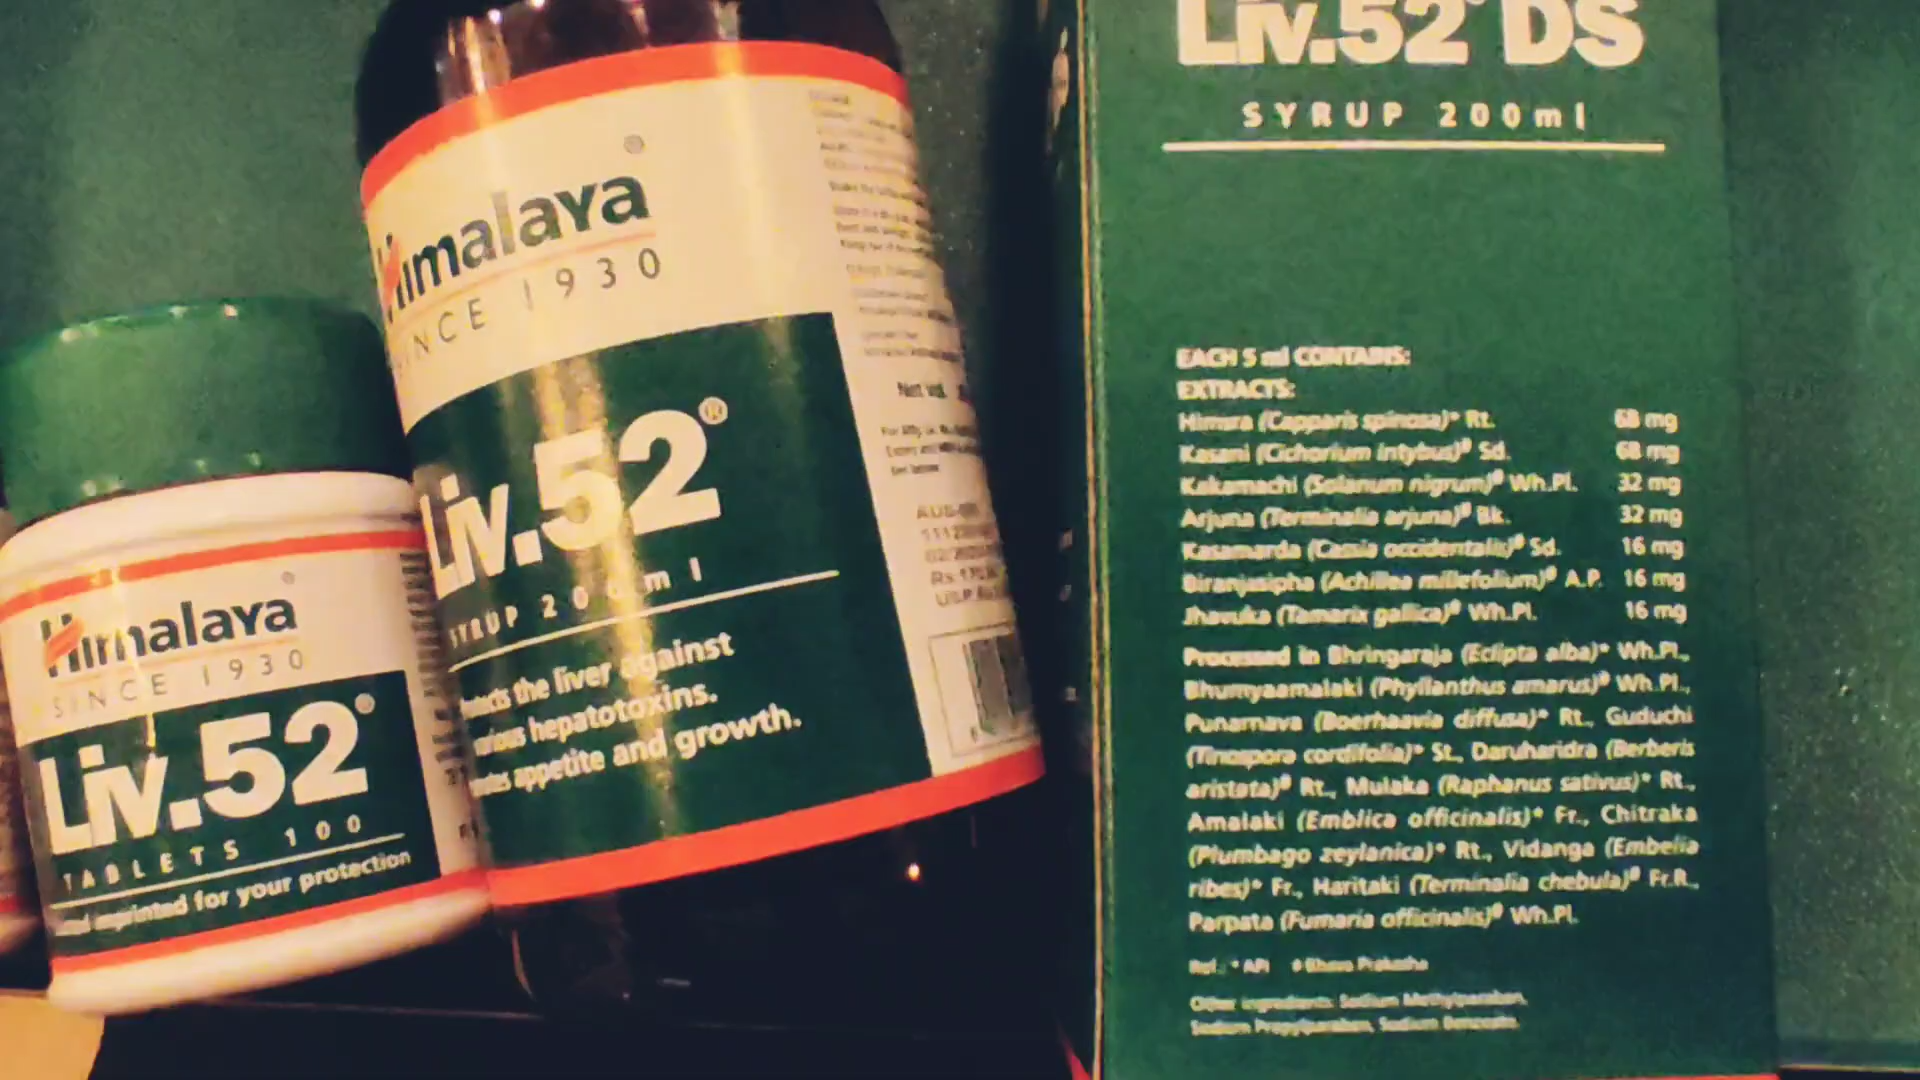 Himalaya
SINCE 1930
Liv.52®
TABLETS 100
for your protection
Himalaya®
SINCE 1930
Liv.52®
SYRUP 200ml
the liver against
hepatotoxins.
appetite and growth.
Net vol.
Liv.52® DS
SYRUP 200ml
EACH 5 ml CONTAINS:
EXTRACTS:
Himsra (Capparis spinosa)* Rt. 68 mg
Kasani (Cichorium intybus)# Sd. 68 mg
Kakamachi (Solanum nigrum)# Wh.Pl. 32 mg
Arjuna (Terminalia arjuna)# Bk. 32 mg
Kasamarda (Cassia occidentalis)# Sd. 16 mg
Biranjasipha (Achillea millefolium)# A.P. 16 mg
Jhavuka (Tamarix gallica)# Wh.Pl. 16 mg
Processed in Bhringaraja (Eclipta alba)* Wh.Pl.,
Bhumyaamalaki (Phyllanthus amarus)# Wh.Pl.,
Punarnava (Boerhaavia diffusa)* Rt., Guduchi
(Tinospora cordifolia)* St., Daruharidra (Berberis
aristata)# Rt., Mulaka (Raphanus sativus)* Rt.,
Amalaki (Emblica officinalis)* Fr., Chitraka
(Plumbago zeylanica)* Rt., Vidanga (Embelia
ribes)* Fr., Haritaki (Terminalia chebula)# Fr.R.,
Parpata (Fumaria officinalis)# Wh.Pl.
Ref.: * API # Bhava Prakasha
Other ingredients: Sodium Methylparaben,
Sodium Propylparaben, Sodium Benzoate.